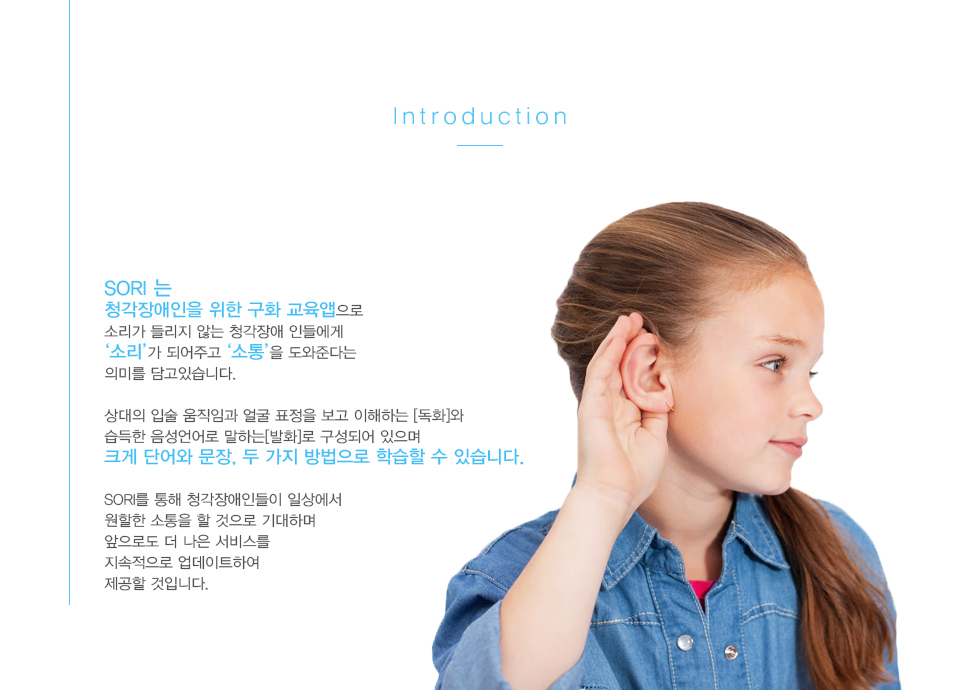 Introduction
SORI 는
청각장애인을 위한 구화 교육앱으로
소리가 들리지 않는 청각장애 인들에게
‘소리’가 되어주고 ‘소통’을 도와준다는
의미를 담고있습니다.
상대의 입술 움직임과 얼굴 표정을 보고 이해하는 [독화]와
습득한 음성언어로 말하는[발화]로 구성되어 있으며
크게 단어와 문장, 두 가지 방법으로 학습할 수 있습니다.
SORI를 통해 청각장애인들이 일상에서
원할한 소통을 할 것으로 기대하며
앞으로도 더 나은 서비스를
지속적으로 업데이트하여
제공할 것입니다.